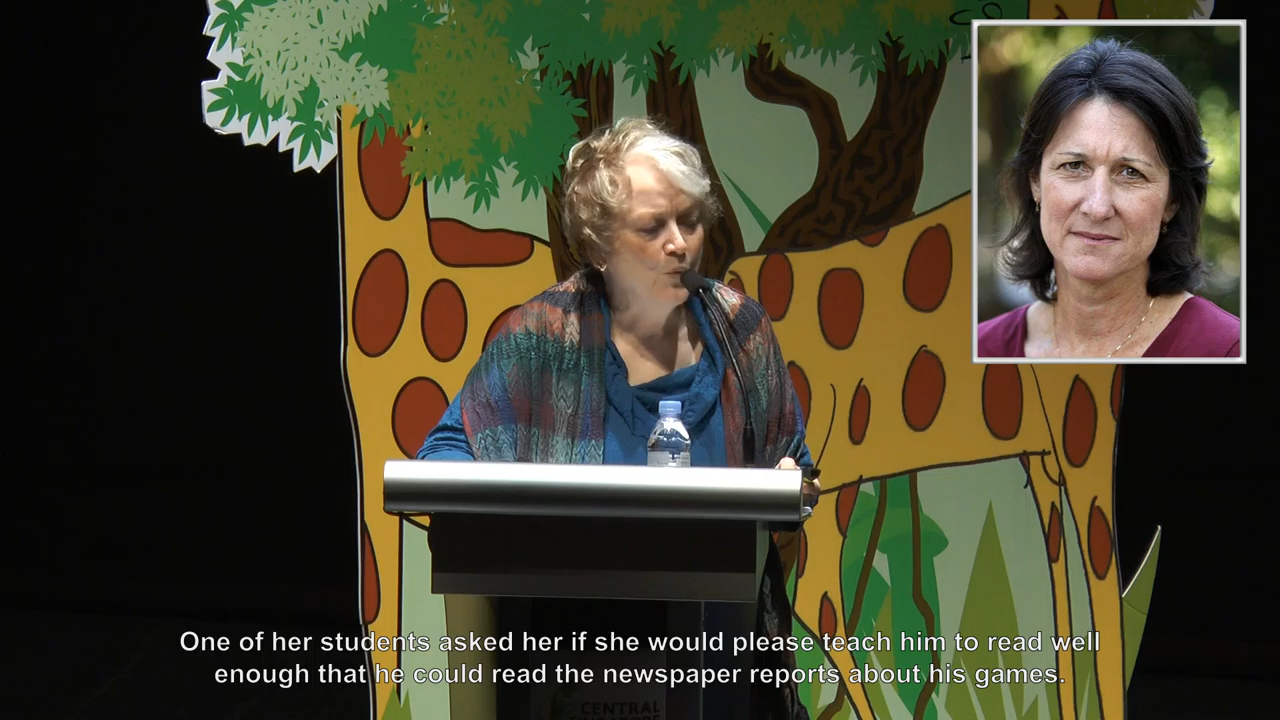 One of her students asked her if she would please teach him to read well
enough that he could read the newspaper reports about his games.
CENTRAL